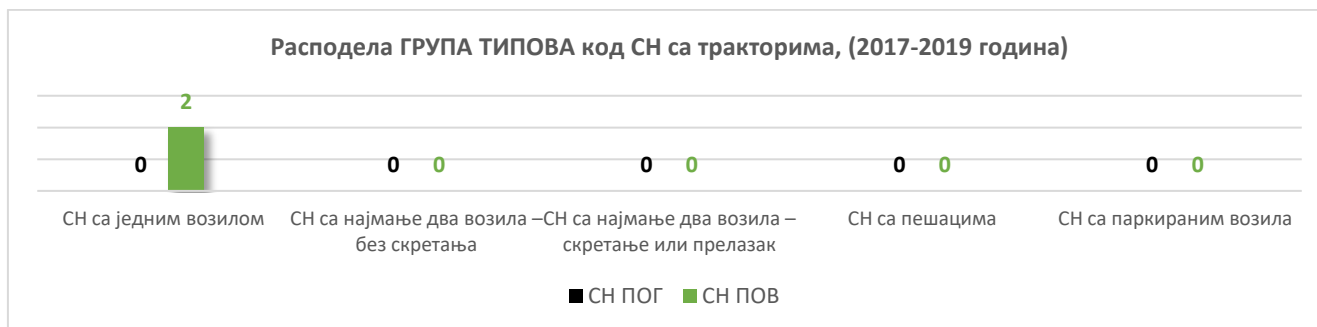 Расподела ГРУПА ТИПОВА код СН са тракторима, (2017-2019 година)
2
0 0 0 0 0 0 0 0 0
СН са једним возилом
СН са најмање два возила –
без скретања
СН са најмање два возила –
скретање или прелазак
СН са пешацима
СН са паркираним возила
СН ПОГ СН ПОВ